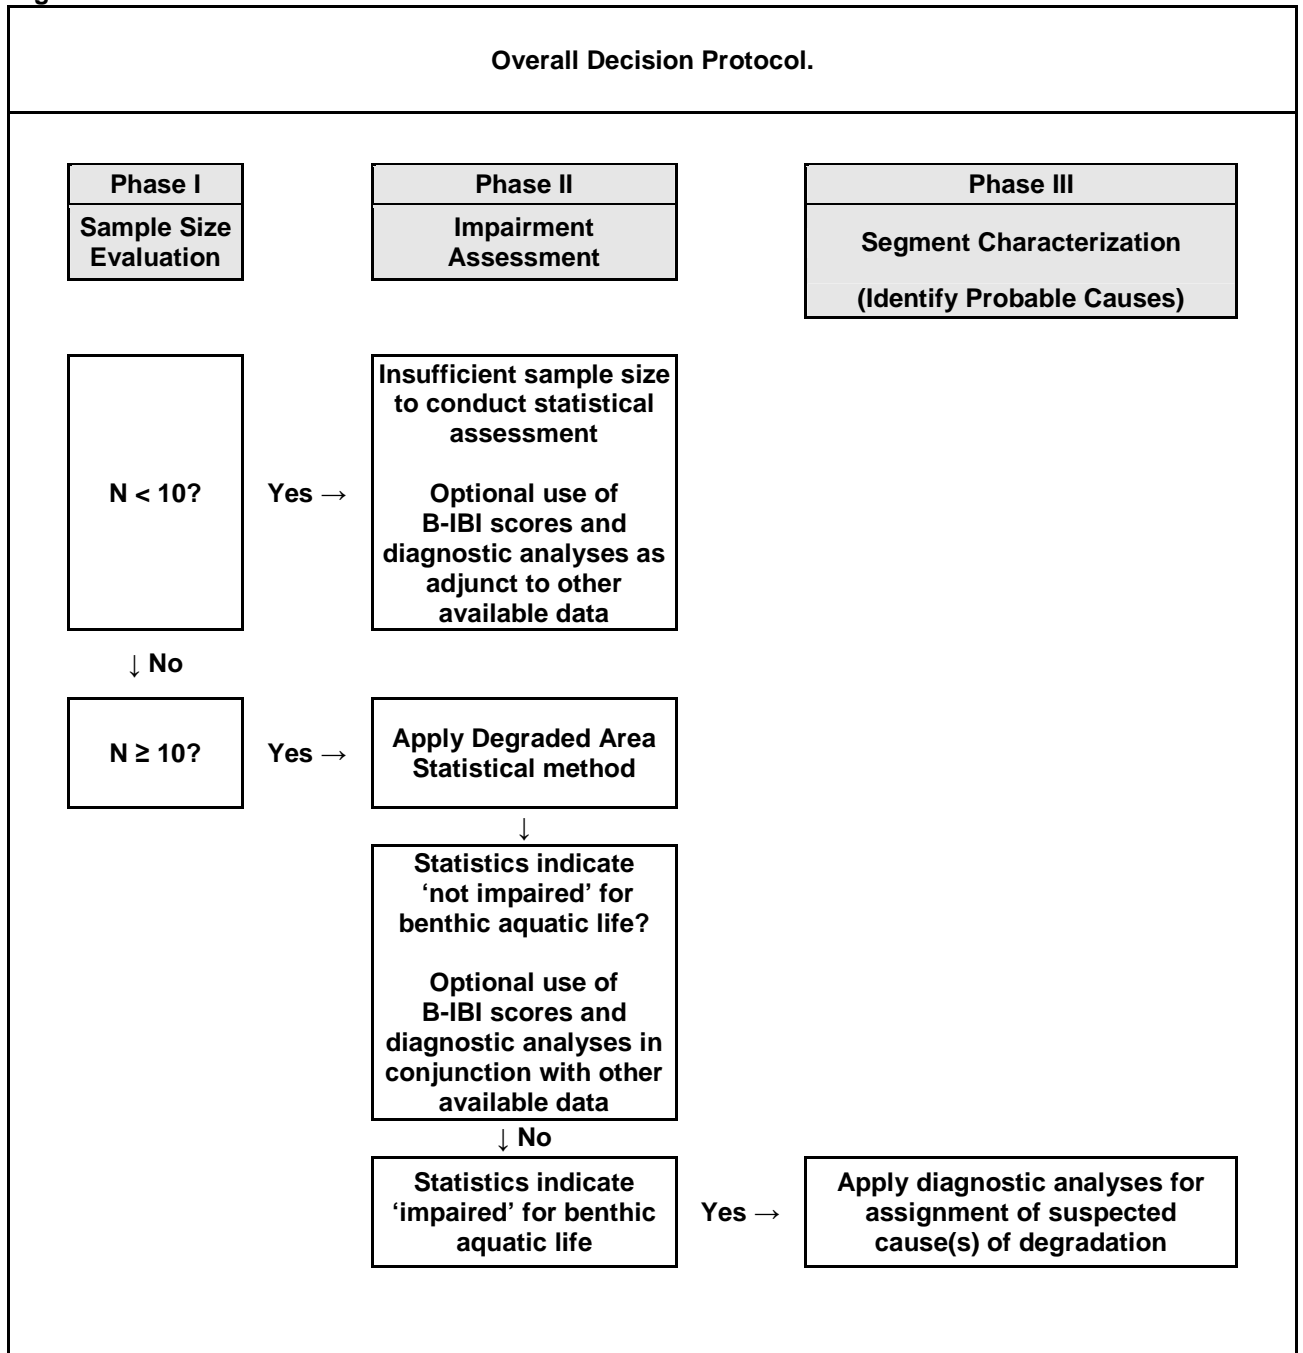 Overall Decision Protocol.
Phase I
Phase II
Phase III
Sample Size
Evaluation
Impairment
Assessment
Segment Characterization
(Identify Probable Causes)
N < 10?
Yes →
Insufficient sample size
to conduct statistical
assessment
Optional use of
B-IBI scores and
diagnostic analyses as
adjunct to other
available data
↓ No
N ≥ 10?
Yes →
Apply Degraded Area
Statistical method
↓
Statistics indicate
‘not impaired’ for
benthic aquatic life?
Optional use of
B-IBI scores and
diagnostic analyses in
conjunction with other
available data
↓ No
Statistics indicate
‘impaired’ for benthic
aquatic life
Yes →
Apply diagnostic analyses for
assignment of suspected
cause(s) of degradation